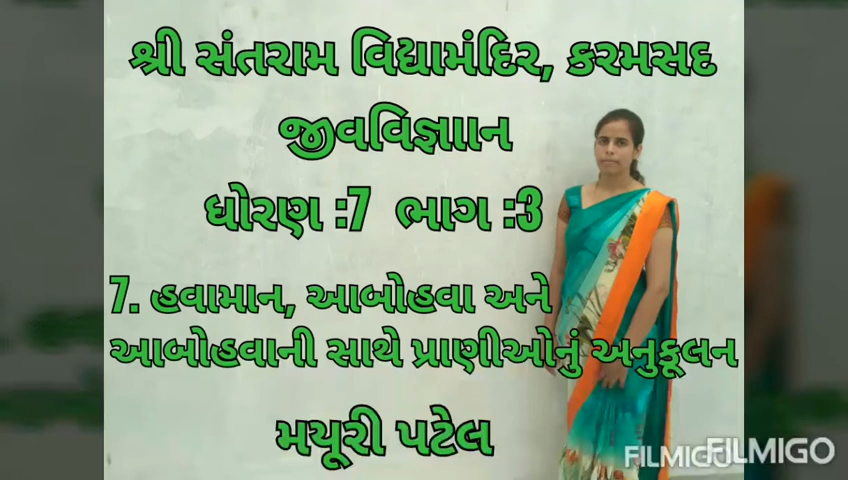 શ્રી સંતરામ વિદ્યામંદિર, કરમસદ
જીવવિજ્ઞાાન
ધોરણ :7 ભાગ :3
7. હવામાન, આબોહવા અને
આબોહવાની સાથે પ્રાણીઓનું અનુકૂલન
મયૂરી પટેલ
FILMIGO FILMIGO